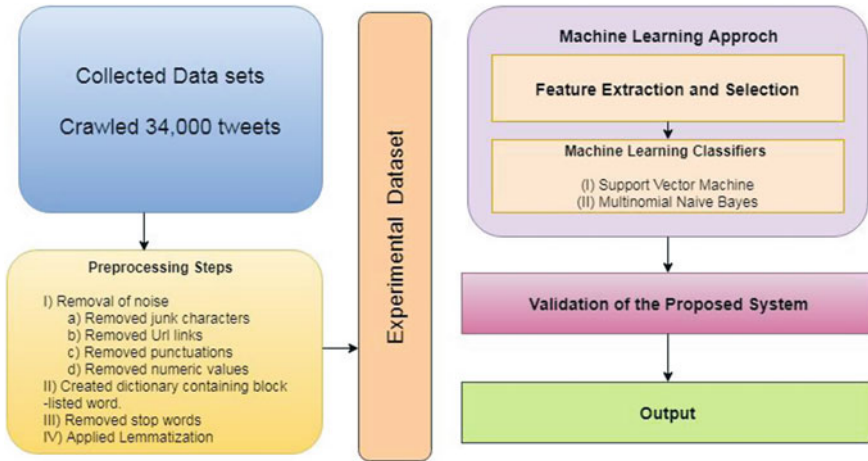 Collected Data sets
Crawled 34,000 tweets
Preprocessing Steps
I) Removal of noise
a) Removed junk characters
b) Removed Url links
c) Removed punctuations
d) Removed numeric values
II) Created dictionary containing block
-listed word.
III) Removed stop words
IV) Applied Lemmatization
Experimental Dataset
Machine Learning Approch
Feature Extraction and Selection
Machine Learning Classifiers
(I) Support Vector Machine
(II) Multinomial Naive Bayes
Validation of the Proposed System
Output